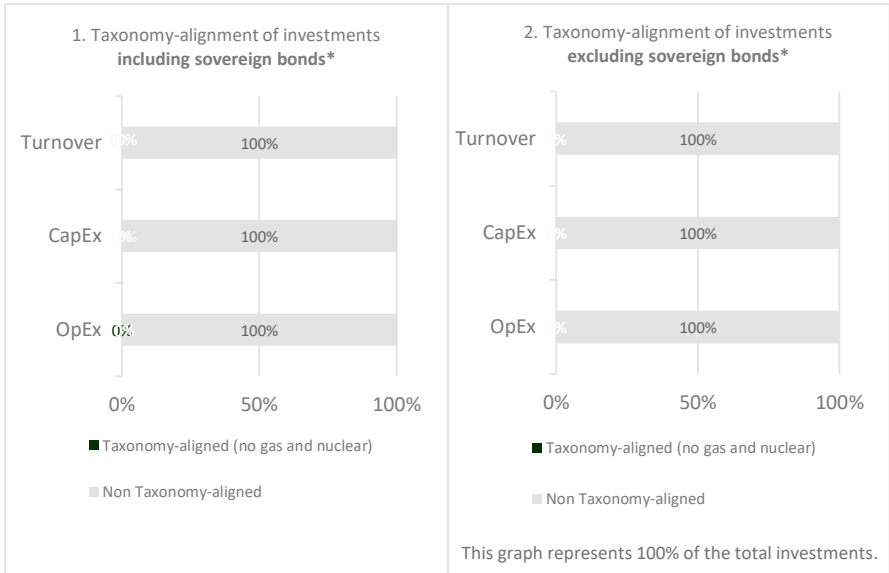 1. Taxonomy-alignment of investments
including sovereign bonds*
Turnover
0%
100%
CapEx
0%
100%
OpEx
0%
100%
0%
50%
100%
Taxonomy-aligned (no gas and nuclear)
Non Taxonomy-aligned
2. Taxonomy-alignment of investments
excluding sovereign bonds*
Turnover
%
100%
CapEx
%
100%
OpEx
%
100%
0%
50%
100%
Taxonomy-aligned (no gas and nuclear)
Non Taxonomy-aligned
This graph represents 100% of the total investments.